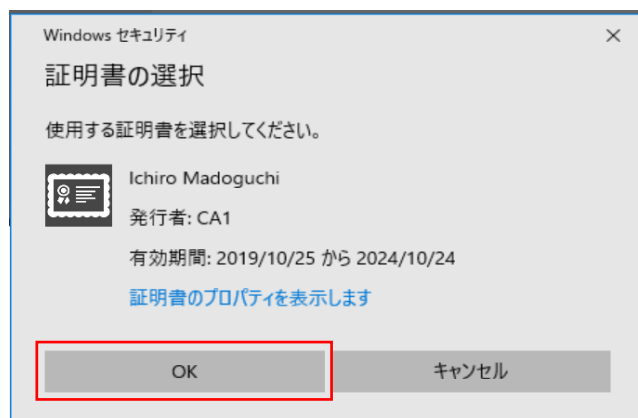 Windows セキュリティ
証明書の選択
使用する証明書を選択してください。
Ichiro Madoguchi
発行者: CA1
有効期間: 2019/10/25 から 2024/10/24
証明書のプロパティを表示します
OK
キャンセル